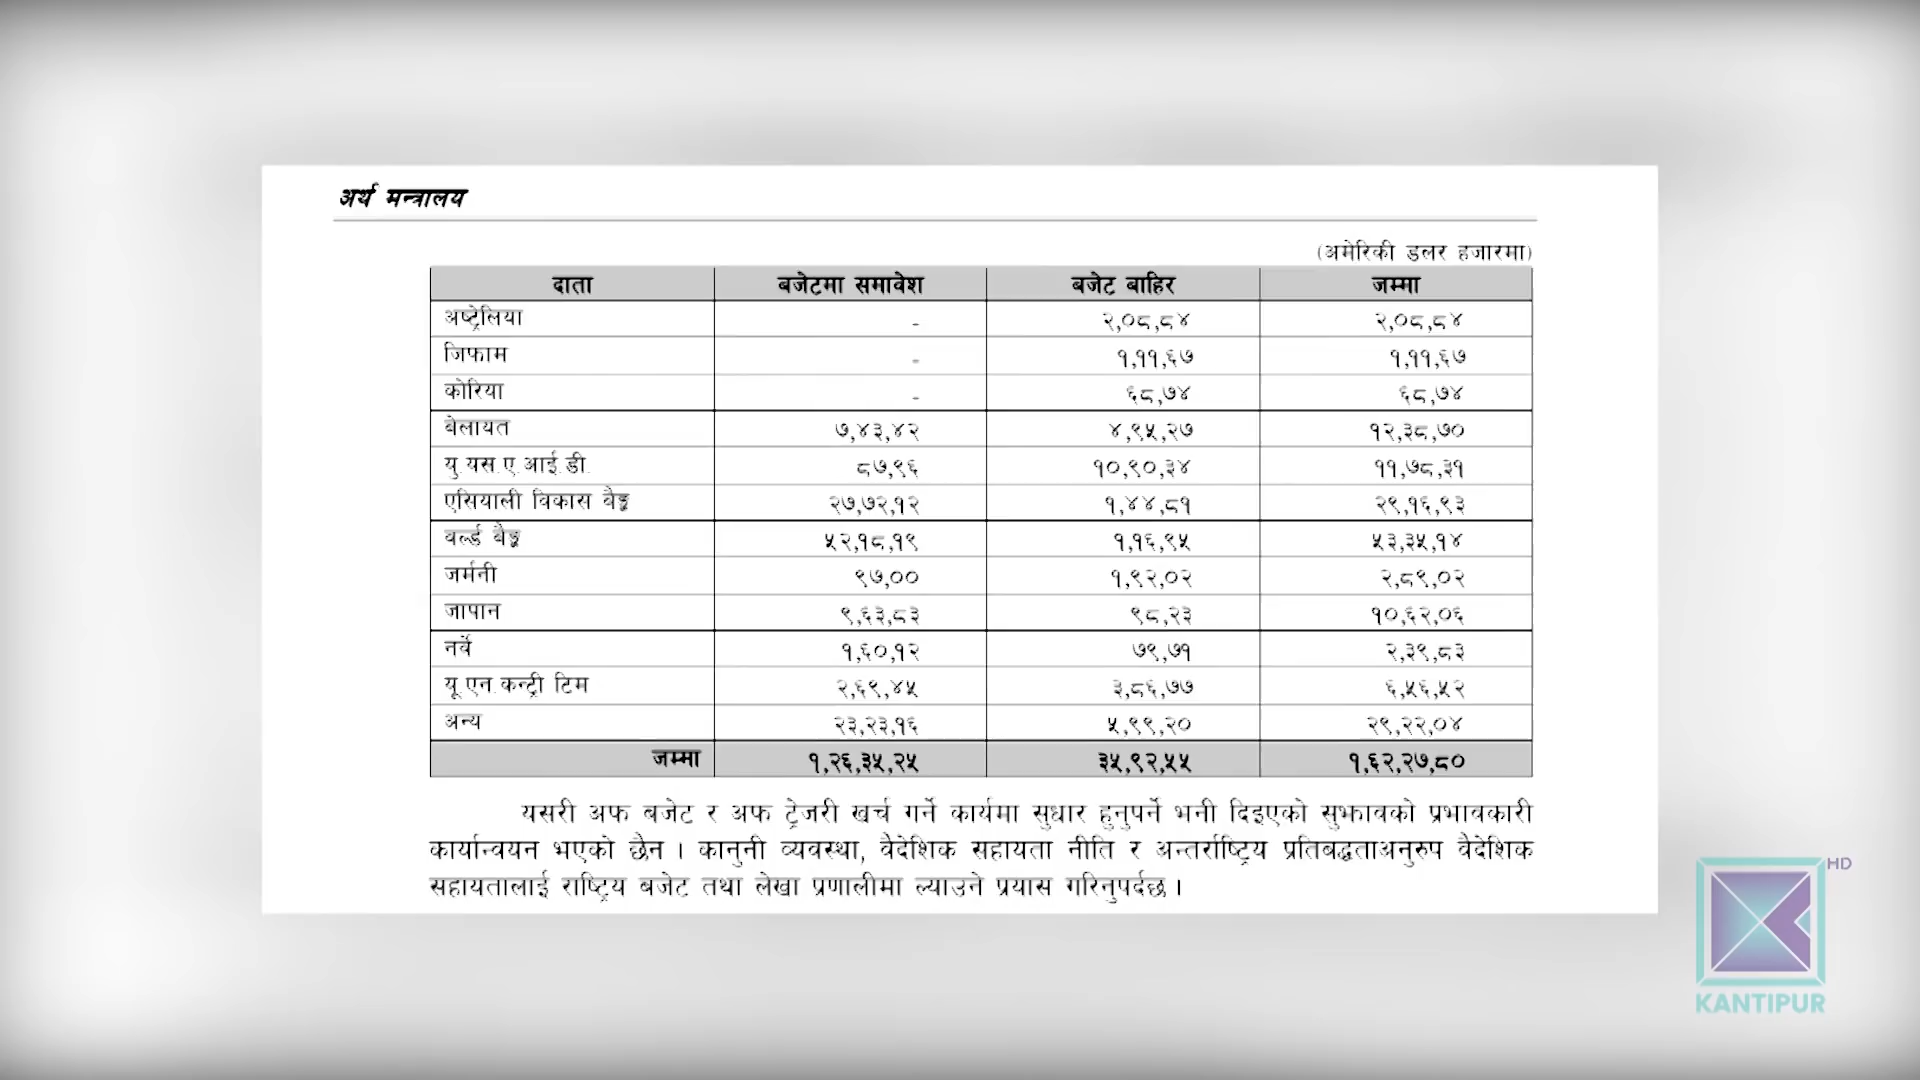 अर्थ मन्त्रालय
(अमेरिकी डलर हजारमा)
दाता बजेटमा समावेश बजेट बाहिर जम्मा
अष्ट्रेलिया - २,०८,८४ २,०८,८४
जिफाम - १,११,६७ १,११,६७
कोरिया - ६८,७४ ६८,७४
बेलायत ७,४३,४२ ४,९५,२७ १२,३८,७०
यु.यस.ए.आई.डी. ८७,९६ १०,९०,३४ ११,७८,३१
एसियाली विकास बैङ्क २७,७२,१२ १,४४,८१ २९,१६,९३
वर्ल्ड बैङ्क ५२,१८,१९ १,१६,९५ ५३,३५,१४
जर्मनी ९७,०० १,९२,०२ २,८९,०२
जापान ९,६३,८३ ९८,२३ १०,६२,०६
नर्वे १,६०,१२ ७९,७१ २,३९,८३
यू.एन.कन्ट्री टिम २,६९,४५ ३,८६,७७ ६,५६,५२
अन्य २३,२३,१६ ५,९९,२० २९,२२,०४
जम्मा १,२६,३५,२५ ३५,९२,५५ १,६२,२७,८०
यसरी अफ बजेट र अफ ट्रेजरी खर्च गर्ने कार्यमा सुधार हुनुपर्ने भनी दिइएको सुझावको प्रभावकारी
कार्यान्वयन भएको छैन । कानुनी व्यवस्था, वैदेशिक सहायता नीति र अन्तर्राष्ट्रिय प्रतिबद्धताअनुरुप वैदेशिक
सहायतालाई राष्ट्रिय बजेट तथा लेखा प्रणालीमा ल्याउने प्रयास गरिनुपर्दछ ।
HD
KANTIPUR